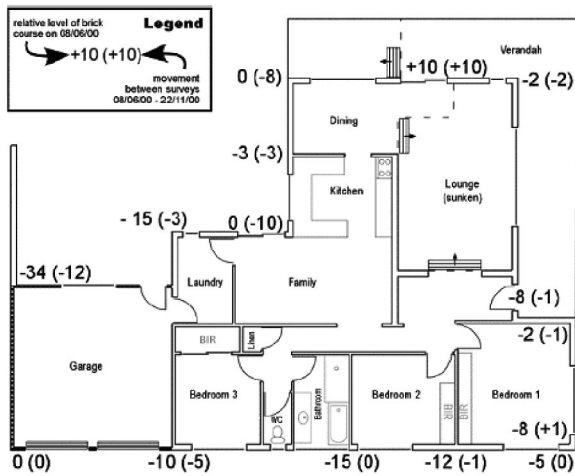 Legend
relative level of brick
course on 08/06/00
+10 (+10)
movement
between surveys
08/06/00 - 22/11/00
Verandah
0 (-8)
+10 (+10)
-2 (-2)
Dining
-3 (-3)
Kitchen
Lounge
(sunken)
- 15 (-3)
0 (-10)
-34 (-12)
Laundry
Family
-8 (-1)
-2 (-1)
BIR
Linen
Garage
Bedroom 3
WC
Bathroom
Bedroom 2
BIR
Bedroom 1
-8 (+1)
0 (0)
-10 (-5)
-15 (0)
-12 (-1)
-5 (0)